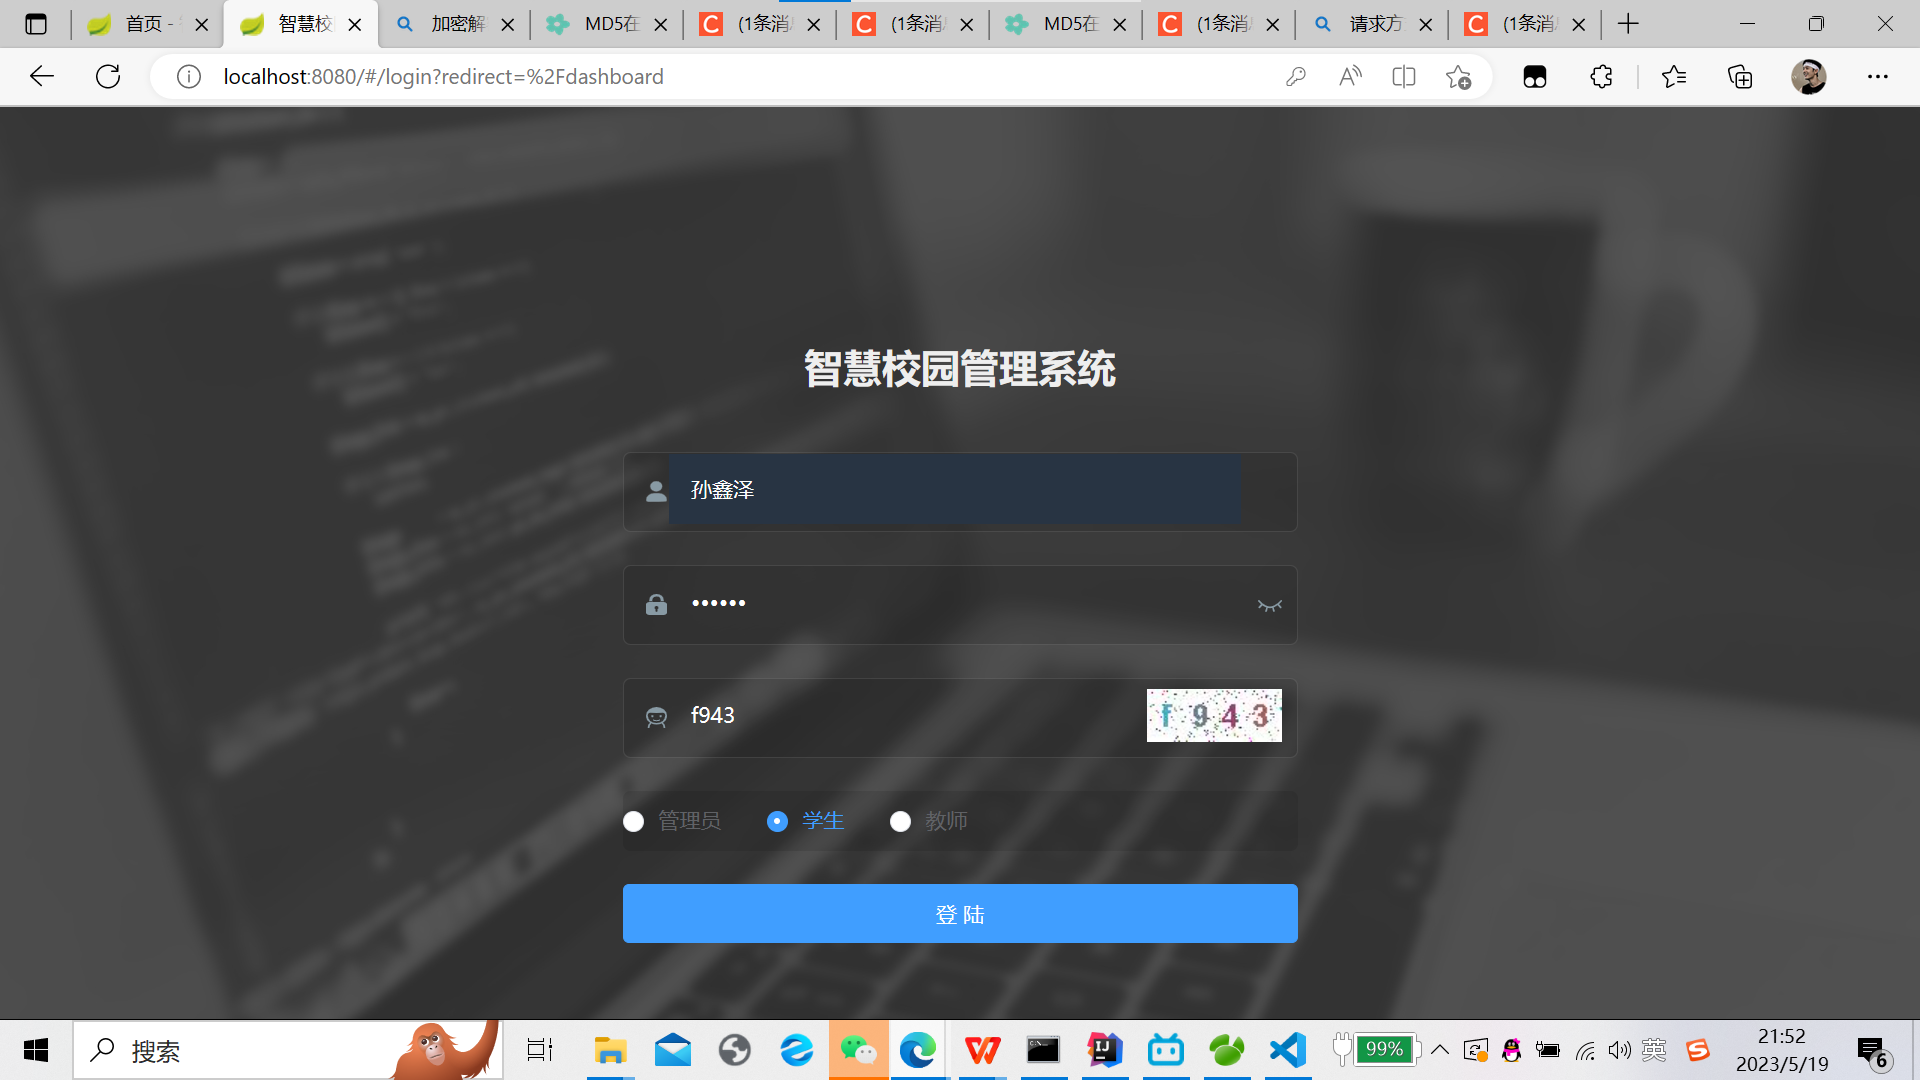 首页 -
智慧校
加密解
MD5在
(1条消
(1条消
MD5在
(1条消
请求方
(1条消
localhost:8080/#/login?redirect=%2Fdashboard
智慧校园管理系统
孙鑫泽
••••••
f943
f943
管理员 学生 教师
登 陆
搜索
99%
英
21:52
2023/5/19
6